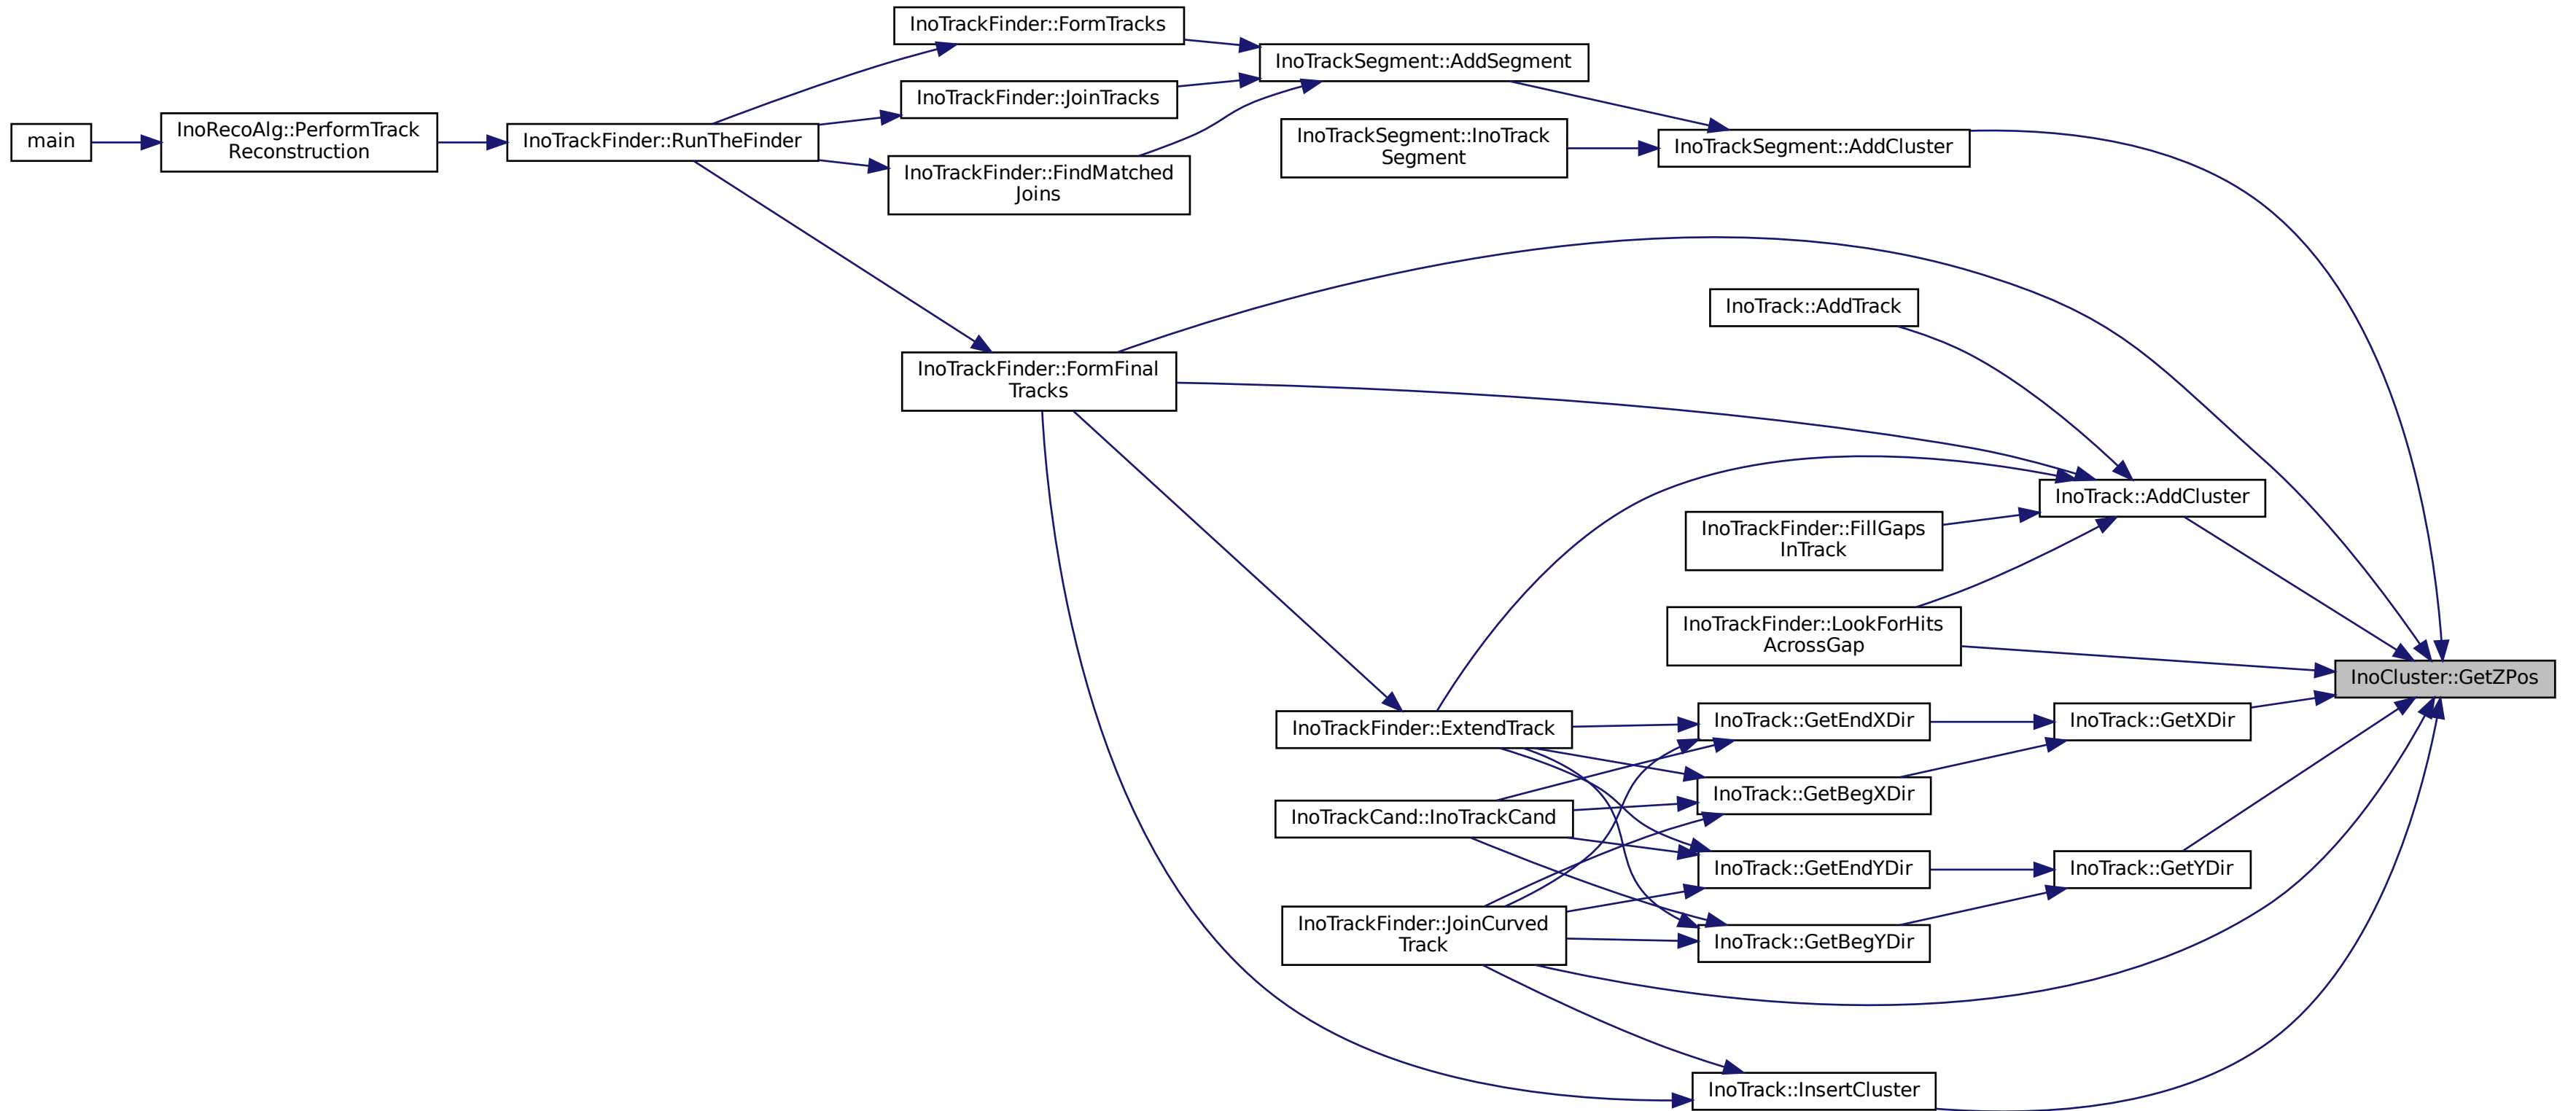 InoTrackFinder::FormTracks
InoTrackSegment::AddSegment
InoTrackFinder::JoinTracks
main
InoRecoAlg::PerformTrack
Reconstruction
InoTrackFinder::RunTheFinder
InoTrackSegment::InoTrack
Segment
InoTrackSegment::AddCluster
InoTrackFinder::FindMatched
Joins
InoTrack::AddTrack
InoTrackFinder::FormFinal
Tracks
InoTrack::AddCluster
InoTrackFinder::FillGaps
InTrack
InoTrackFinder::LookForHits
AcrossGap
InoCluster::GetZPos
InoTrackFinder::ExtendTrack
InoTrack::GetEndXDir
InoTrack::GetXDir
InoTrack::GetBegXDir
InoTrackCand::InoTrackCand
InoTrack::GetEndYDir
InoTrack::GetYDir
InoTrackFinder::JoinCurved
Track
InoTrack::GetBegYDir
InoTrack::InsertCluster